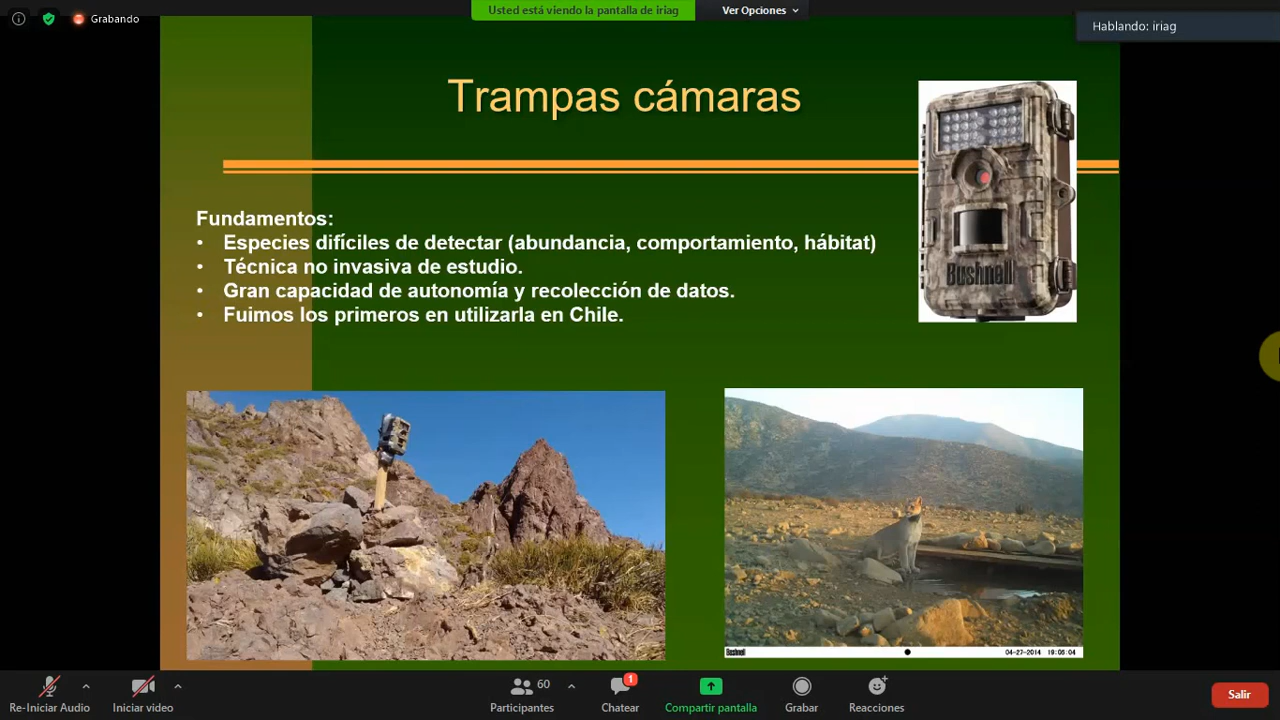 Grabando
Usted está viendo la pantalla de iriag
Ver Opciones
Hablando: iriag
Trampas cámaras
Fundamentos:
• Especies difíciles de detectar (abundancia, comportamiento, hábitat)
• Técnica no invasiva de estudio.
• Gran capacidad de autonomía y recolección de datos.
• Fuimos los primeros en utilizarla en Chile.
Bushnell
Bushnell
04-27-2014 19:06:04
Re-Iniciar Audio
Iniciar video
Participantes
60
Chatear
1
Compartir pantalla
Grabar
Reacciones
Salir